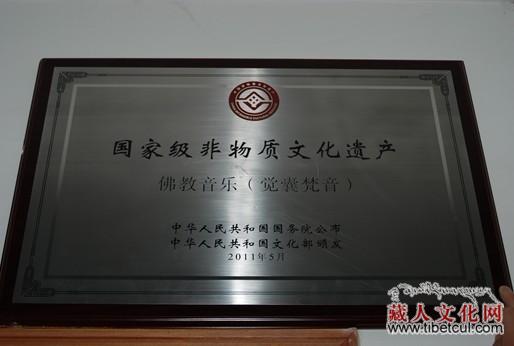 国家级非物质文化遗产
佛教音乐（觉囊梵音）
中华人民共和国国务院公布
中华人民共和国文化部颁发
2011年5月
藏人文化网
www.tibetcul.com